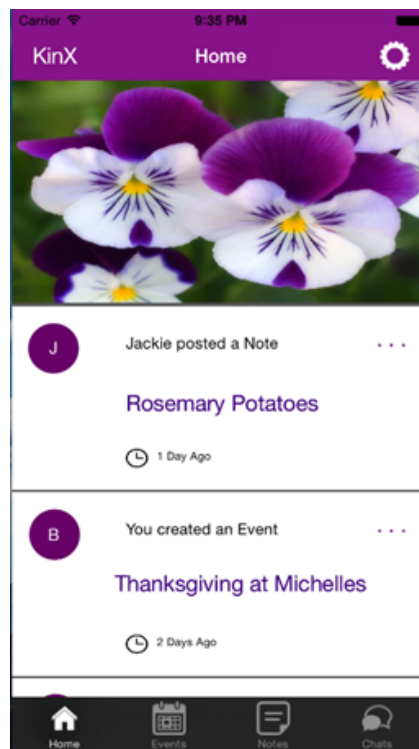 Carrier 9:35 PM
KinX Home
J Jackie posted a Note
Rosemary Potatoes
1 Day Ago
B You created an Event
Thanksgiving at Michelles
2 Days Ago
Home Events Notes Chats